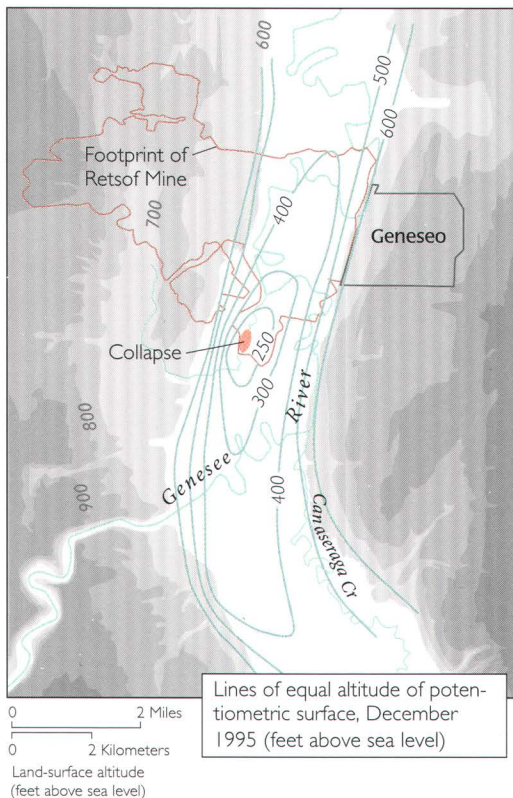 600
500
600
Footprint of
Retsof Mine
700
400
Geneseo
Collapse
250
300
River
800
Genesee
900
400
Canaseraga Cr
0 2 Miles
0 2 Kilometers
Land-surface altitude
(feet above sea level)
Lines of equal altitude of poten-
tiometric surface, December
1995 (feet above sea level)